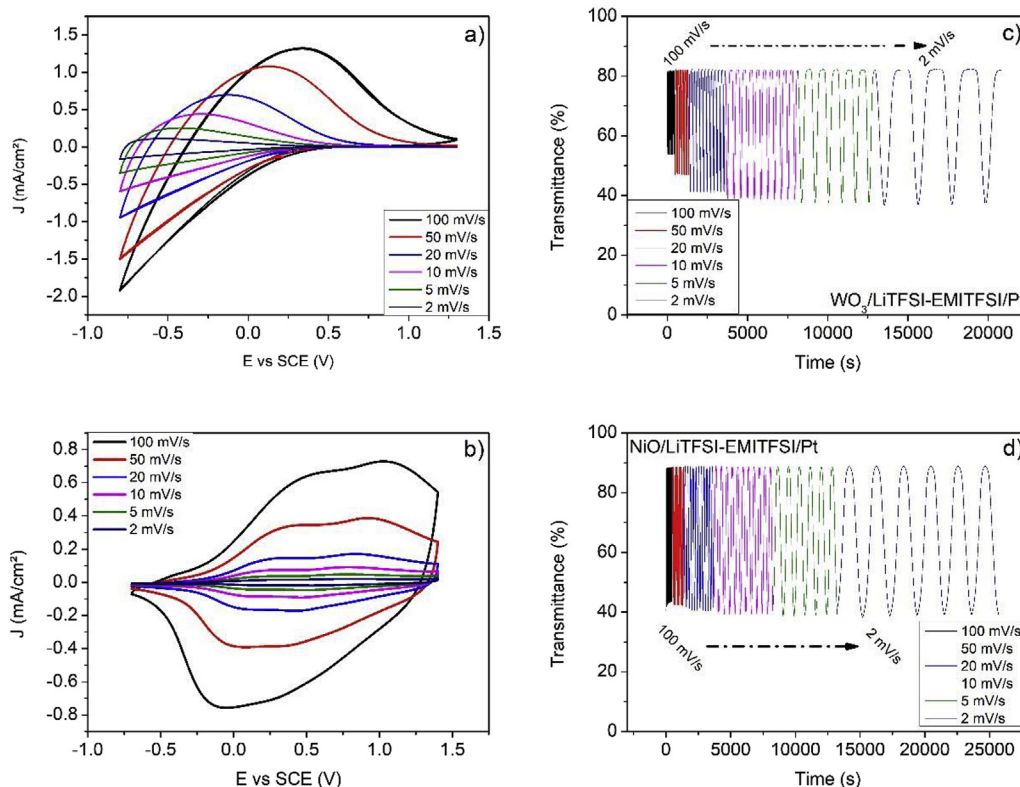 a)
J (mA/cm²)
1.5
1.0
0.5
0.0
-0.5
-1.0
-1.5
-2.0
100 mV/s
50 mV/s
20 mV/s
10 mV/s
5 mV/s
2 mV/s
-1.0 -0.5 0.0 0.5 1.0 1.5
E vs SCE (V)
c)
Transmittance (%)
100
80
60
40
20
0
100 mV/s
2 mV/s
100 mV/s
50 mV/s
20 mV/s
10 mV/s
5 mV/s
2 mV/s
WO₃/LiTFSI-EMITFSI/Pt
0 5000 10000 15000 20000
Time (s)
b)
J (mA/cm²)
0.8
0.6
0.4
0.2
0.0
-0.2
-0.4
-0.6
-0.8
100 mV/s
50 mV/s
20 mV/s
10 mV/s
5 mV/s
2 mV/s
-1.0 -0.5 0.0 0.5 1.0 1.5
E vs SCE (V)
NiO/LiTFSI-EMITFSI/Pt
d)
Transmittance (%)
100
80
60
40
20
0
100 mV/s
2 mV/s
100 mV/s
50 mV/s
20 mV/s
10 mV/s
5 mV/s
2 mV/s
0 5000 10000 15000 20000 25000
Time (s)